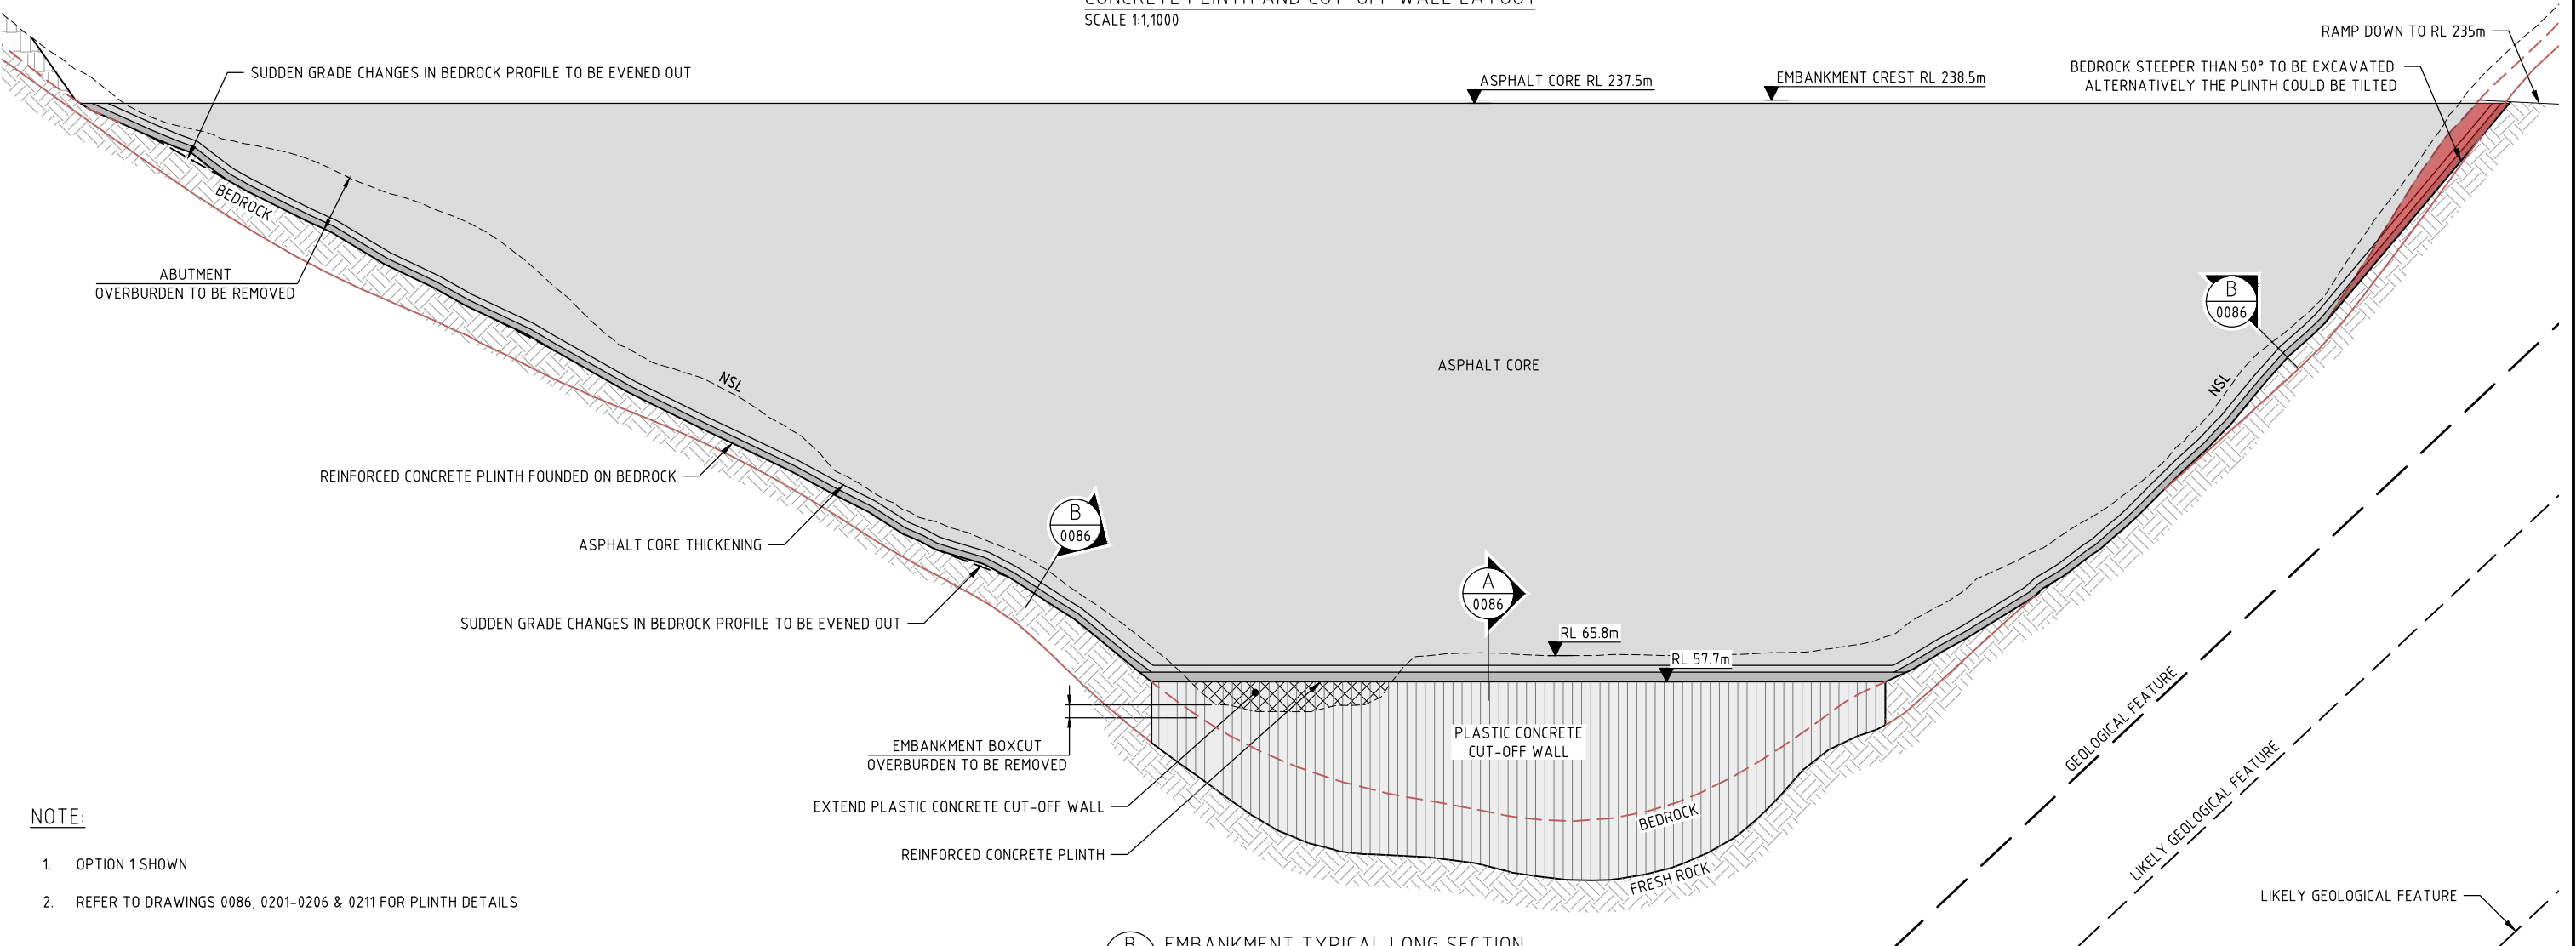 CONCRETE PLINTH AND CUT-OFF WALL LAYOUT
SCALE 1:1,1000
RAMP DOWN TO RL 235m
SUDDEN GRADE CHANGES IN BEDROCK PROFILE TO BE EVENED OUT
ASPHALT CORE RL 237.5m
EMBANKMENT CREST RL 238.5m
BEDROCK STEEPER THAN 50° TO BE EXCAVATED.
ALTERNATIVELY THE PLINTH COULD BE TILTED
BEDROCK
ABUTMENT
OVERBURDEN TO BE REMOVED
B
0086
ASPHALT CORE
NSL
NSL
REINFORCED CONCRETE PLINTH FOUNDED ON BEDROCK
B
0086
ASPHALT CORE THICKENING
A
0086
SUDDEN GRADE CHANGES IN BEDROCK PROFILE TO BE EVENED OUT
RL 65.8m
RL 57.7m
GEOLOGICAL FEATURE
PLASTIC CONCRETE
CUT-OFF WALL
EMBANKMENT BOXCUT
OVERBURDEN TO BE REMOVED
LIKELY GEOLOGICAL FEATURE
EXTEND PLASTIC CONCRETE CUT-OFF WALL
BEDROCK
REINFORCED CONCRETE PLINTH
FRESH ROCK
LIKELY GEOLOGICAL FEATURE
NOTE:
1. OPTION 1 SHOWN
2. REFER TO DRAWINGS 0086, 0201-0206 & 0211 FOR PLINTH DETAILS
B
EMBANKMENT TYPICAL LONG SECTION